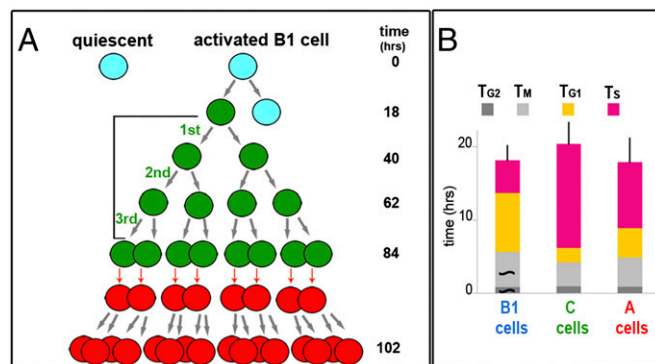 A
quiescent
activated B1 cell
time
(hrs)
0
18
1st
40
2nd
62
3rd
84
102
B
TG2 TM TG1 TS
20
10
0
time (hrs)
B1 C A
cells cells cells